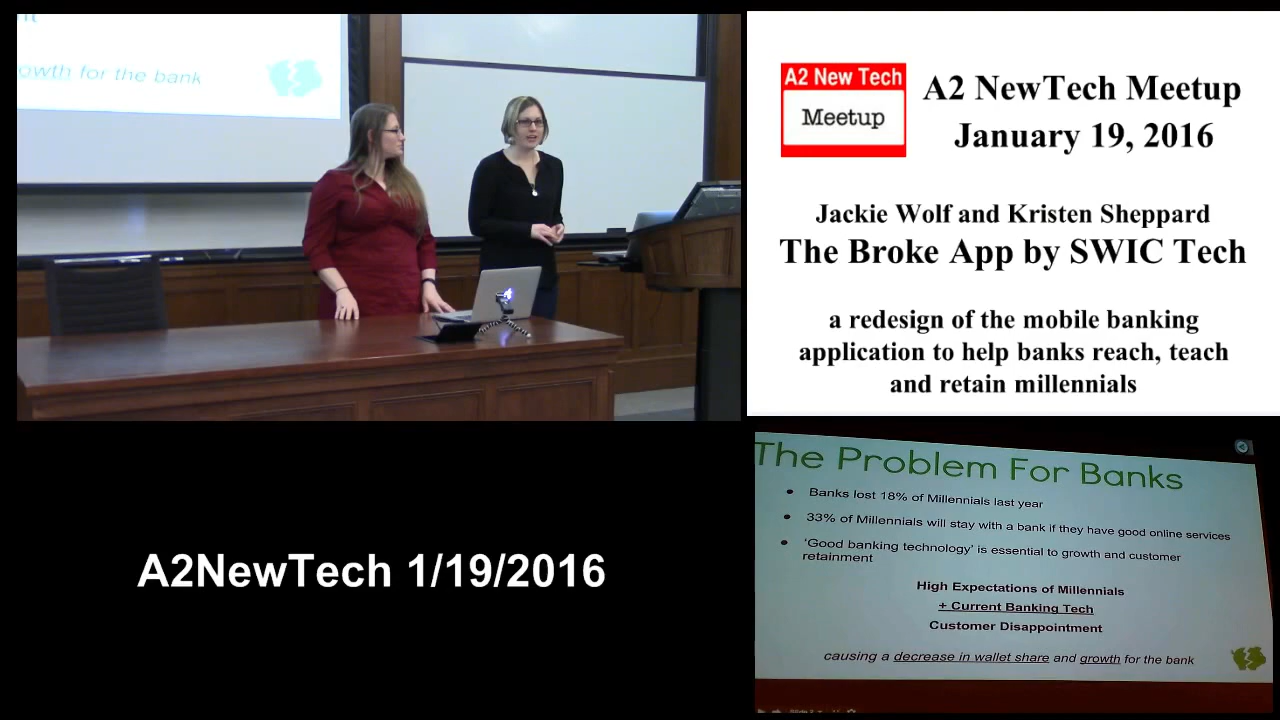 owth for the bank
A2 New Tech
Meetup
A2 NewTech Meetup
January 19, 2016
Jackie Wolf and Kristen Sheppard
The Broke App by SWIC Tech
a redesign of the mobile banking
application to help banks reach, teach
and retain millennials
A2NewTech 1/19/2016
The Problem For Banks
• Banks lost 18% of Millennials last year
• 33% of Millennials will stay with a bank if they have good online services
• 'Good banking technology' is essential to growth and customer
retainment
High Expectations of Millennials
+ Current Banking Tech
Customer Disappointment
causing a decrease in wallet share and growth for the bank